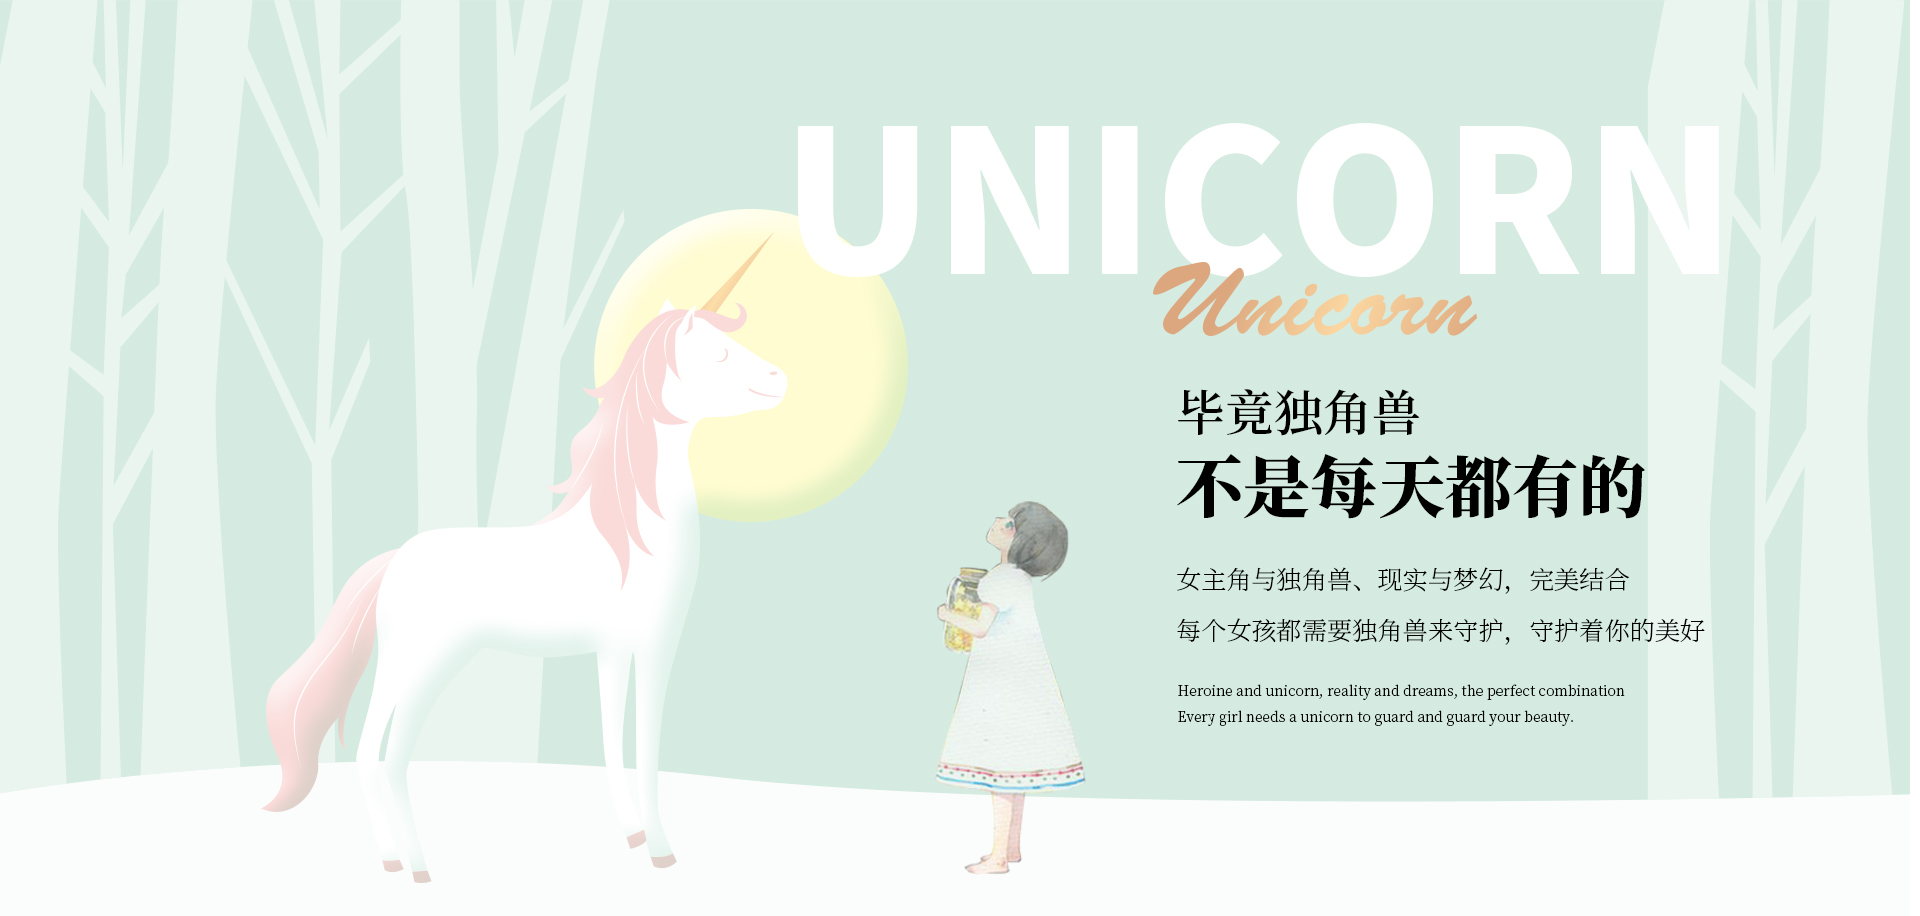 UNICORN
Unicorn
毕竟独角兽
不是每天都有的
女主角与独角兽、现实与梦幻，完美结合
每个女孩都需要独角兽来守护，守护着你的美好
Heroine and unicorn, reality and dreams, the perfect combination
Every girl needs a unicorn to guard and guard your beauty.